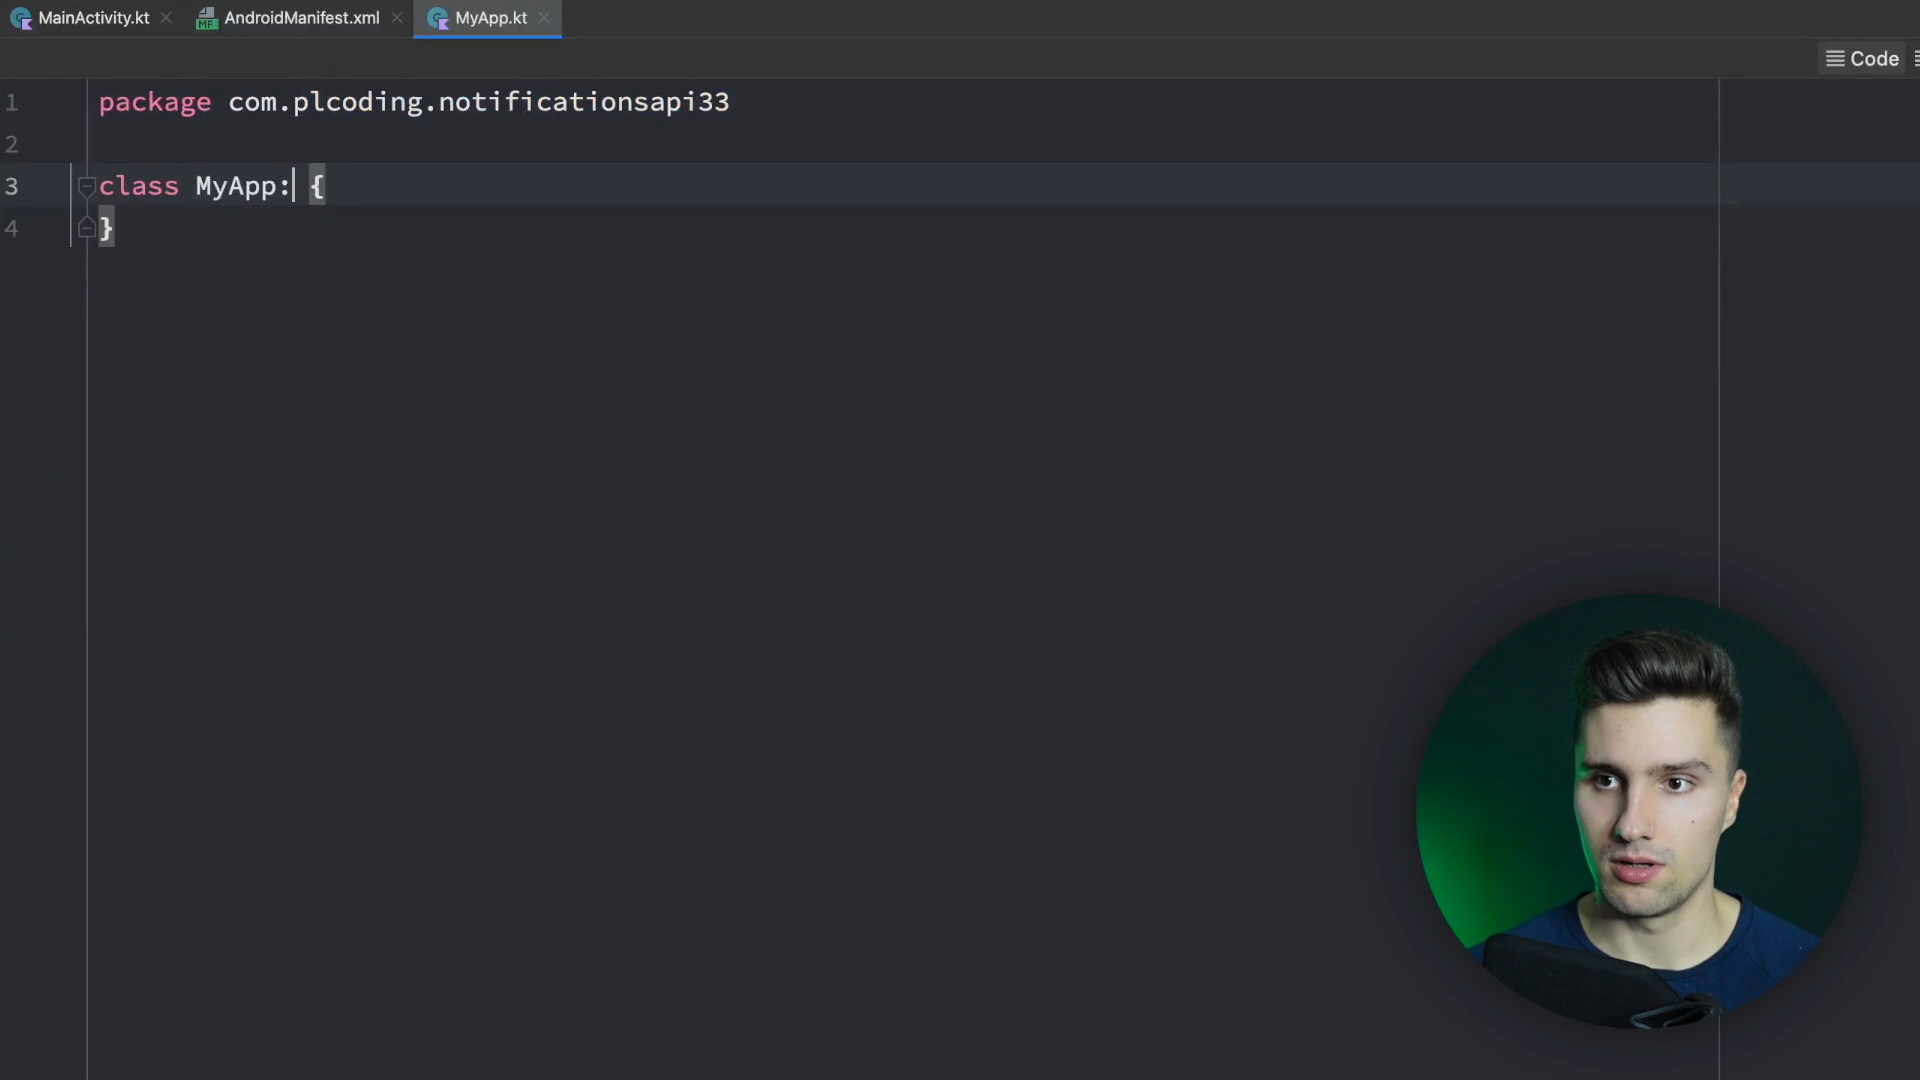 MainActivity.kt
AndroidManifest.xml
MyApp.kt
Code
1 package com.plcoding.notificationsapi33
2
3 class MyApp: {
4 }